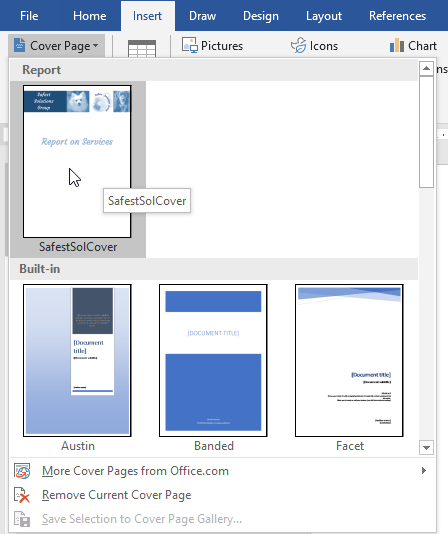 File Home Insert Draw Design Layout References
Cover Page Pictures Icons Chart
Report
Safest
Solutions
Group
Report on Services
SafestSolCover
SafestSolCover
Built-in
[Document title]
[DOCUMENT TITLE]
[Document title]
[Document subtitle]
Austin Banded Facet
More Cover Pages from Office.com
Remove Current Cover Page
Save Selection to Cover Page Gallery...